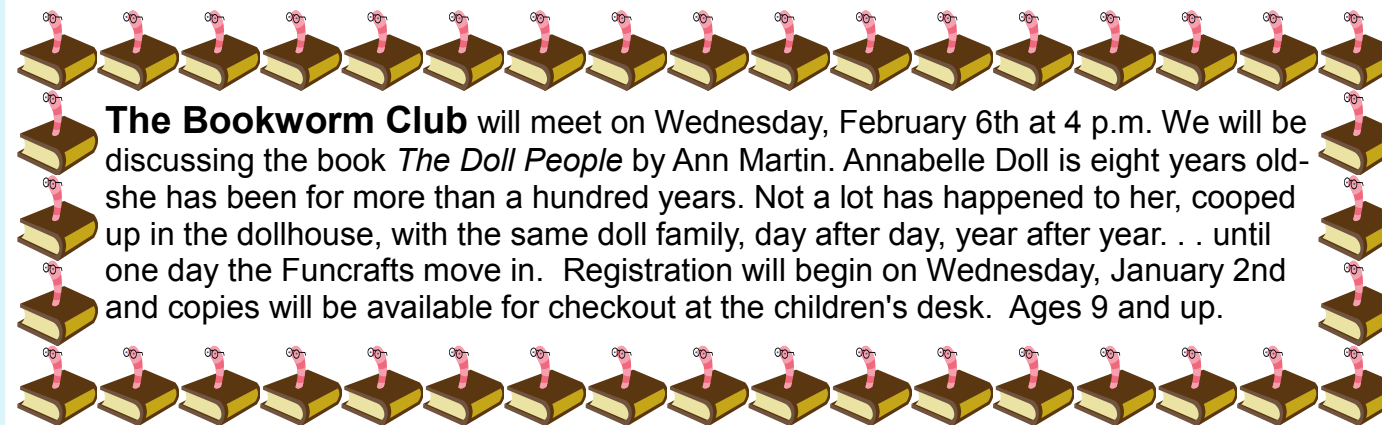 The Bookworm Club will meet on Wednesday, February 6th at 4 p.m. We will be
discussing the book The Doll People by Ann Martin. Annabelle Doll is eight years old-
she has been for more than a hundred years. Not a lot has happened to her, cooped
up in the dollhouse, with the same doll family, day after day, year after year. . . until
one day the Funcrafts move in.  Registration will begin on Wednesday, January 2nd
and copies will be available for checkout at the children's desk.  Ages 9 and up.